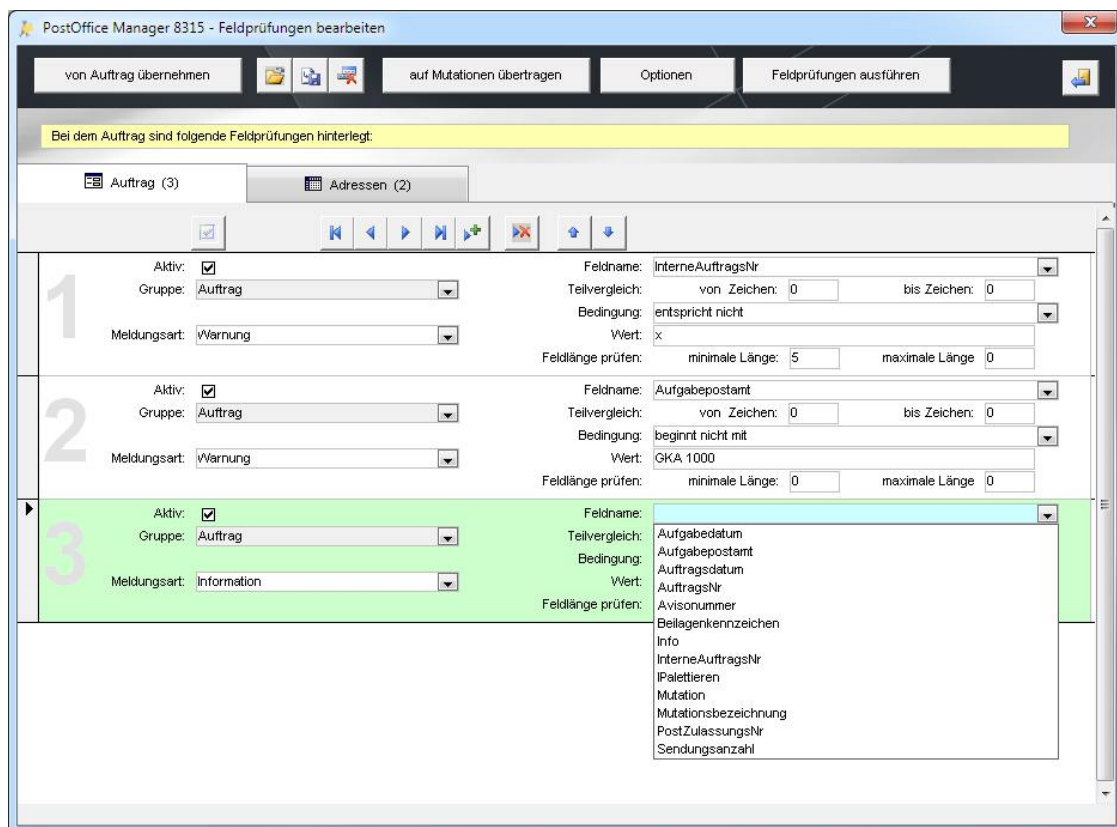 PostOffice Manager 8315 - Feldprüfungen bearbeiten
von Auftrag übernehmen auf Mutationen übertragen Optionen Feldprüfungen ausführen
Bei dem Auftrag sind folgende Feldprüfungen hinterlegt:
Auftrag (3) Adressen (2)
1
Aktiv: Feldname: InterneAuftragsNr
Gruppe: Auftrag Teilvergleich: von Zeichen: 0 bis Zeichen: 0
Bedingung: entspricht nicht
Meldungsart: Warnung Wert: x
Feldlänge prüfen: minimale Länge: 5 maximale Länge 0
2
Aktiv: Feldname: Aufgabepostamt
Gruppe: Auftrag Teilvergleich: von Zeichen: 0 bis Zeichen: 0
Bedingung: beginnt nicht mit
Meldungsart: Warnung Wert: GKA 1000
Feldlänge prüfen: minimale Länge: 0 maximale Länge 0
3
Aktiv: Feldname:
Gruppe: Auftrag Teilvergleich:
Bedingung:
Meldungsart: Information Wert:
Feldlänge prüfen:
Aufgabedatum
Aufgabepostamt
Auftragsdatum
AuftragsNr
Avisonummer
Beilagenkennzeichen
Info
InterneAuftragsNr
IPalettieren
Mutation
Mutationsbezeichnung
PostZulassungsNr
Sendungsanzahl